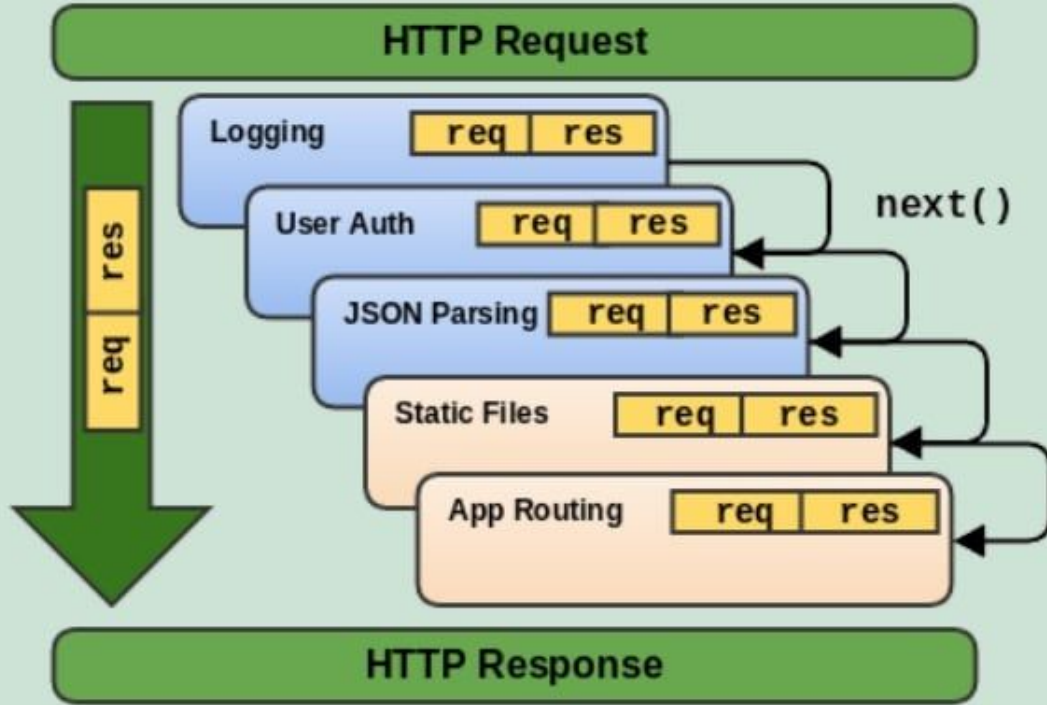 HTTP Request
Logging req res
next()
User Auth req res
JSON Parsing req res
Static Files req res
App Routing req res
req res
HTTP Response